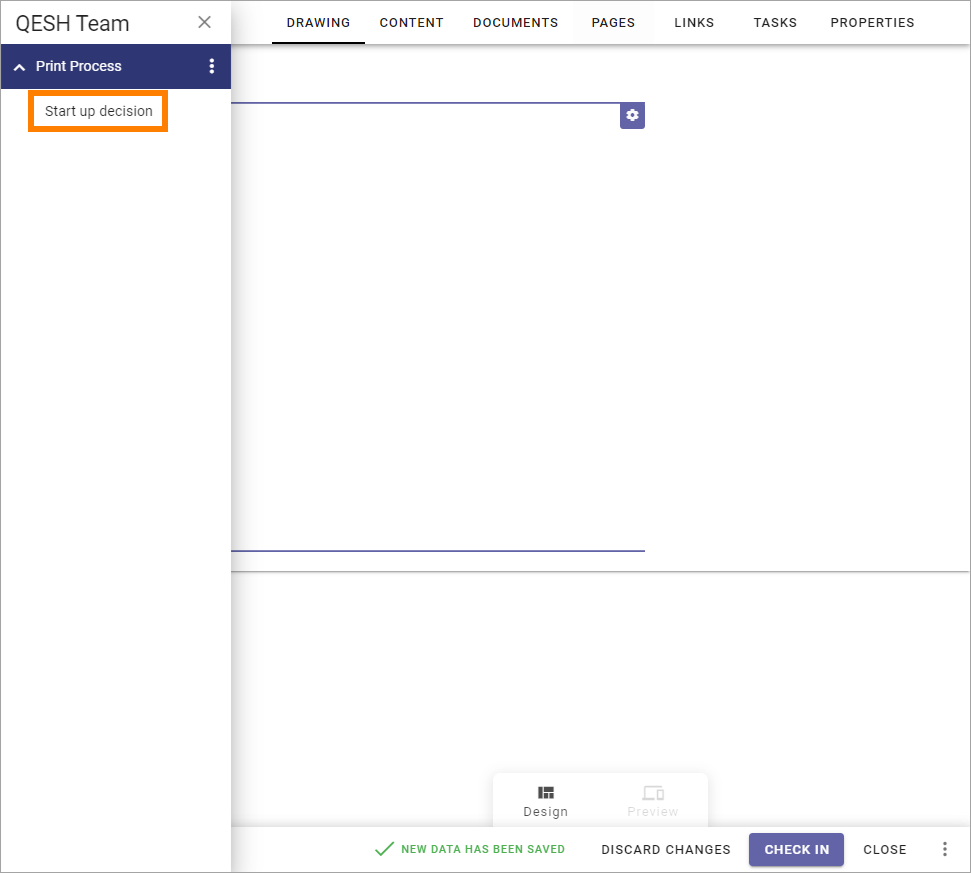 QESH Team
DRAWING CONTENT DOCUMENTS PAGES LINKS TASKS PROPERTIES
Print Process
Start up decision
Design Preview
NEW DATA HAS BEEN SAVED DISCARD CHANGES CHECK IN CLOSE